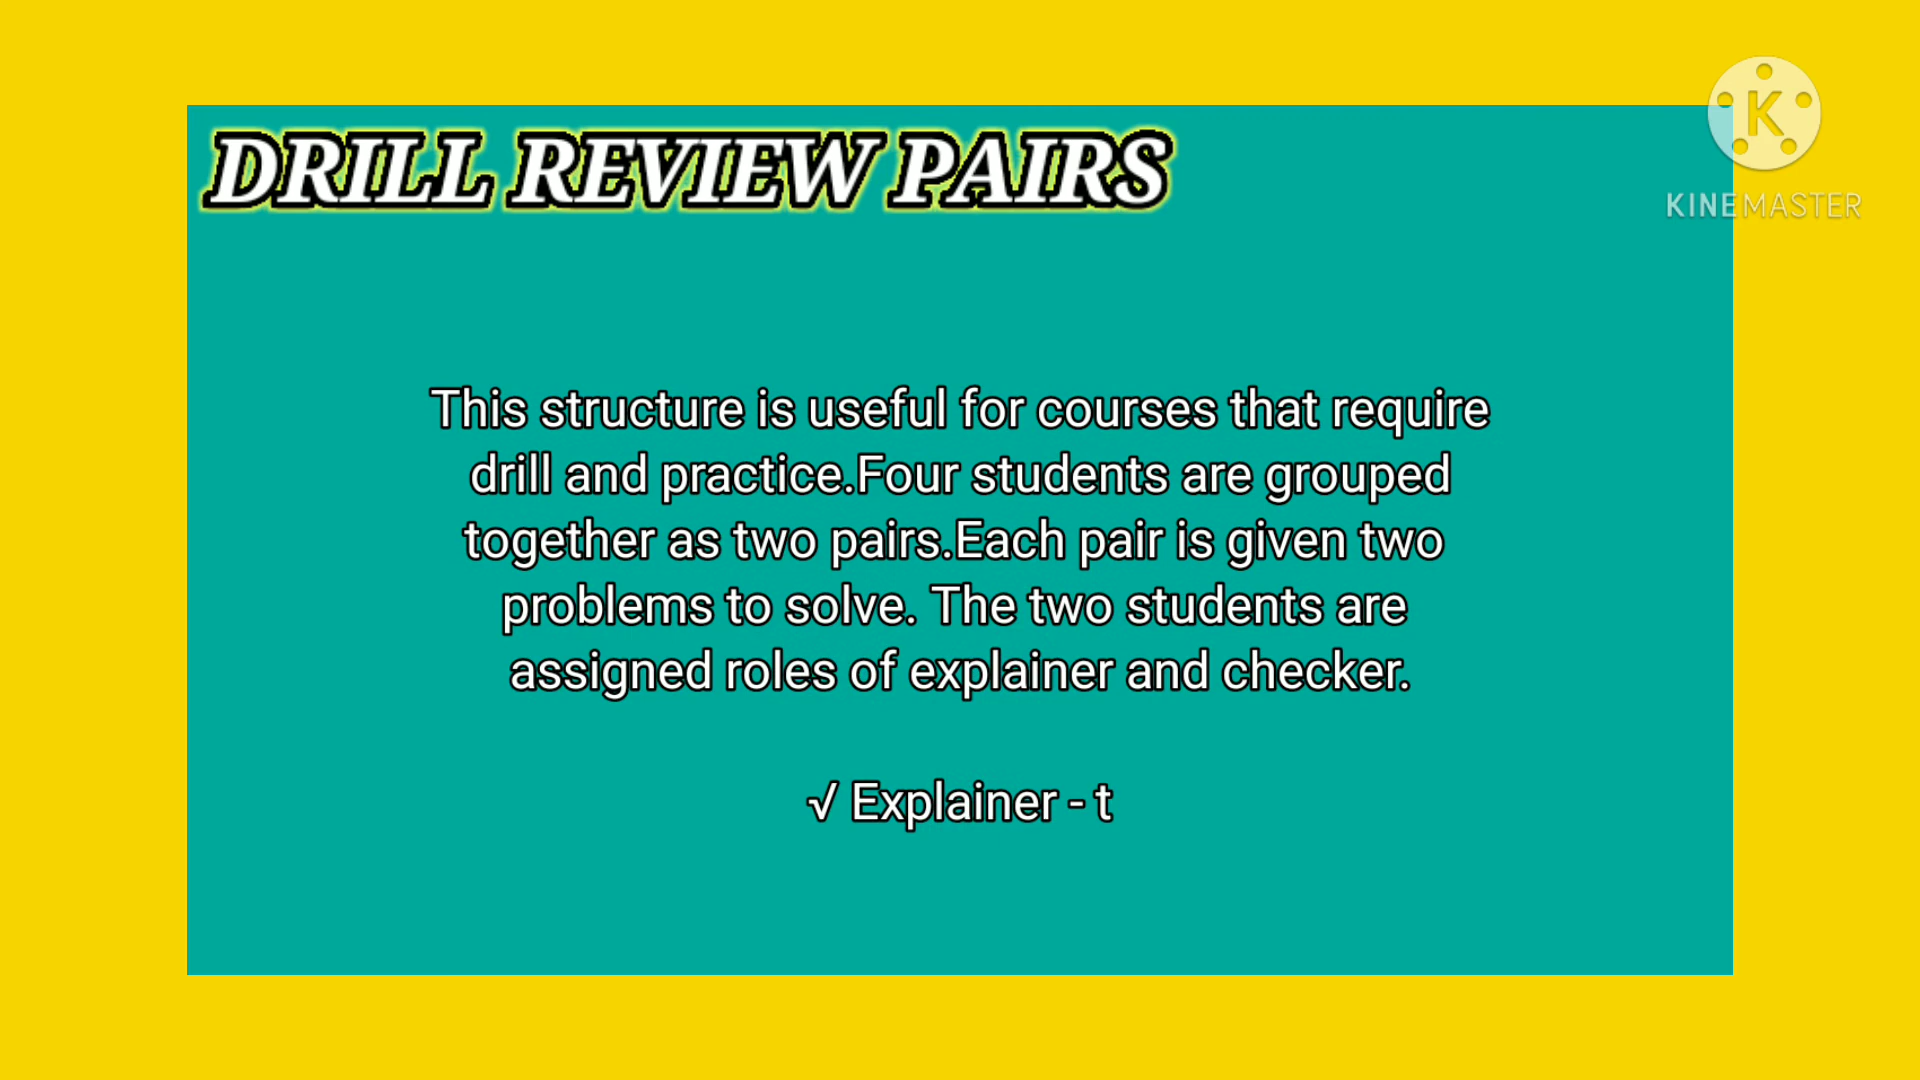 DRILL REVIEW PAIRS
K
KINEMASTER
This structure is useful for courses that require
drill and practice.Four students are grouped
together as two pairs.Each pair is given two
problems to solve. The two students are
assigned roles of explainer and checker.
√ Explainer - t